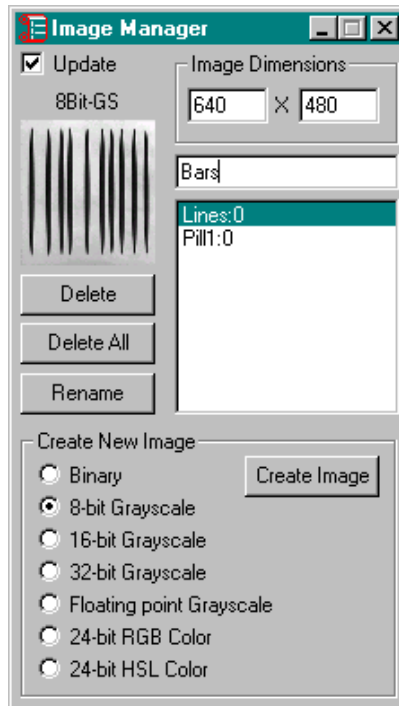 Image Manager
Update
8Bit-GS
Image Dimensions
640 X 480
Bars
Lines:0
Pill1:0
Delete
Delete All
Rename
Create New Image
Binary
Create Image
8-bit Grayscale
16-bit Grayscale
32-bit Grayscale
Floating point Grayscale
24-bit RGB Color
24-bit HSL Color